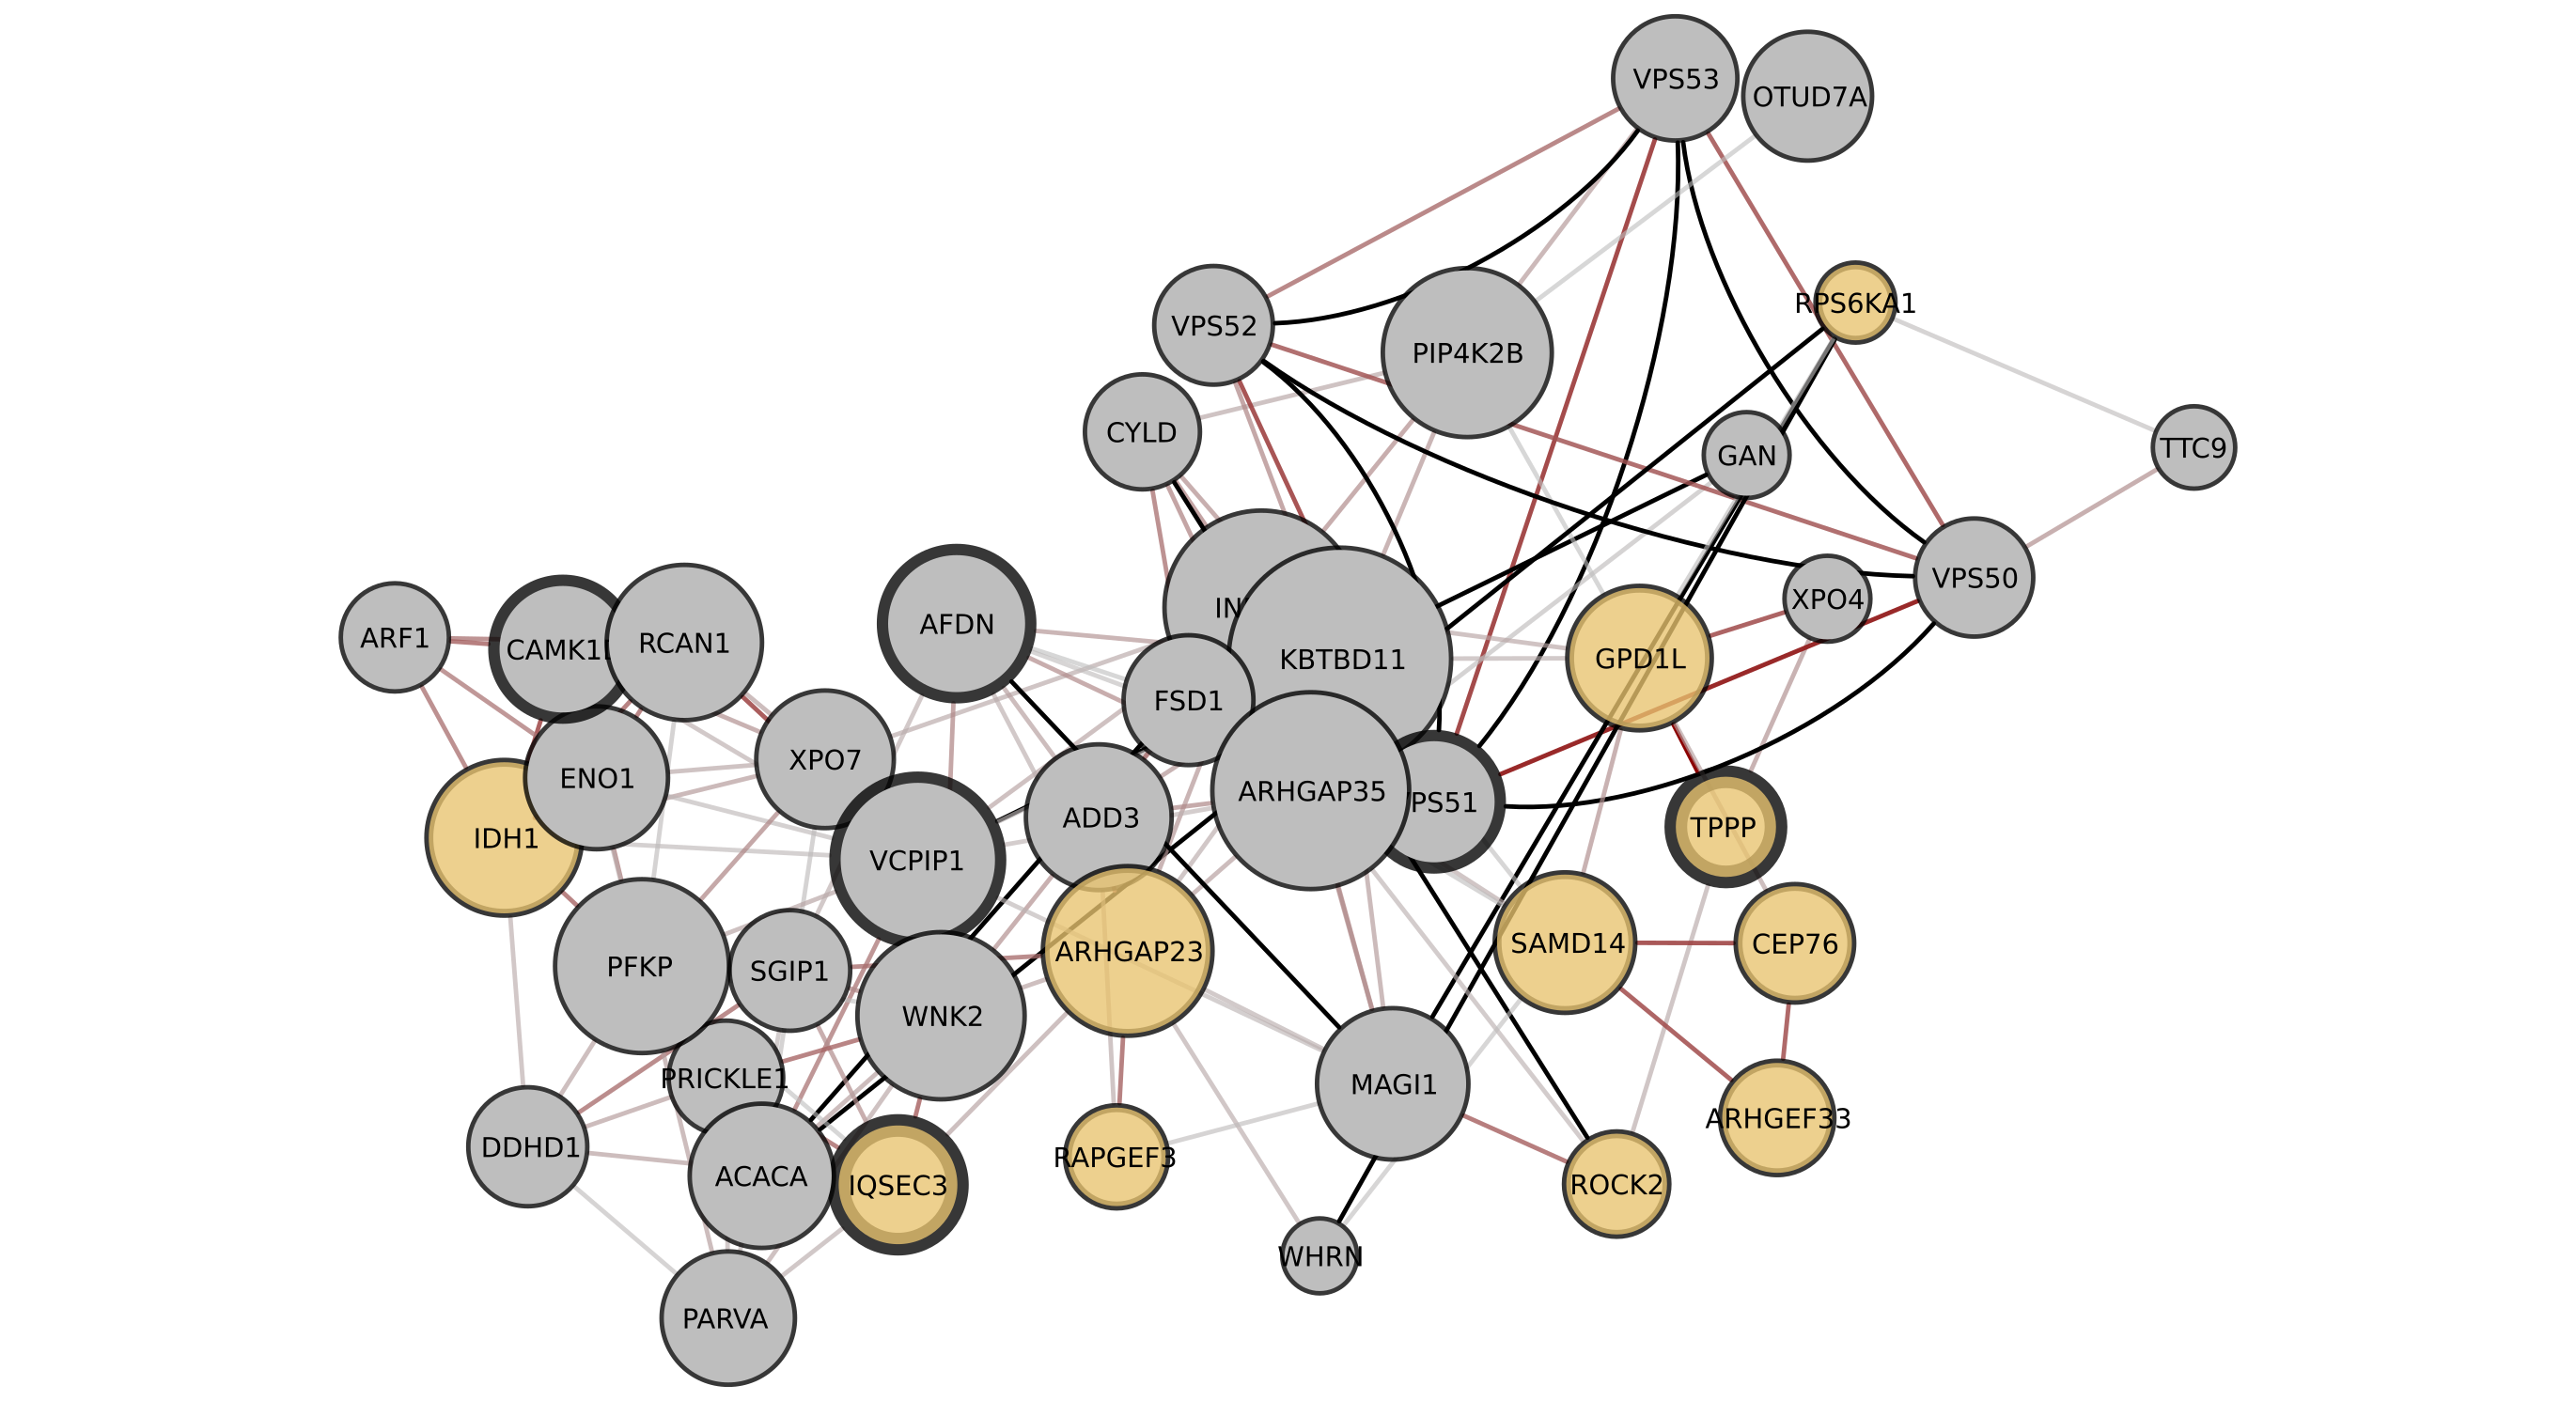 VPS53
OTUD7A
RPS6KA1
VPS52
PIP4K2B
CYLD
GAN
TTC9
VPS50
XPO4
ARF1
CAMK1
RCAN1
AFDN
IN
KBTBD11
GPD1L
FSD1
XPO7
ENO1
ARHGAP35
PS51
ADD3
TPPP
IDH1
VCPIP1
PFKP
SGIP1
ARHGAP23
SAMD14
CEP76
WNK2
PRICKLE1
MAGI1
ARHGEF33
DDHD1
ACACA
IQSEC3
RAPGEF3
ROCK2
WHRN
PARVA